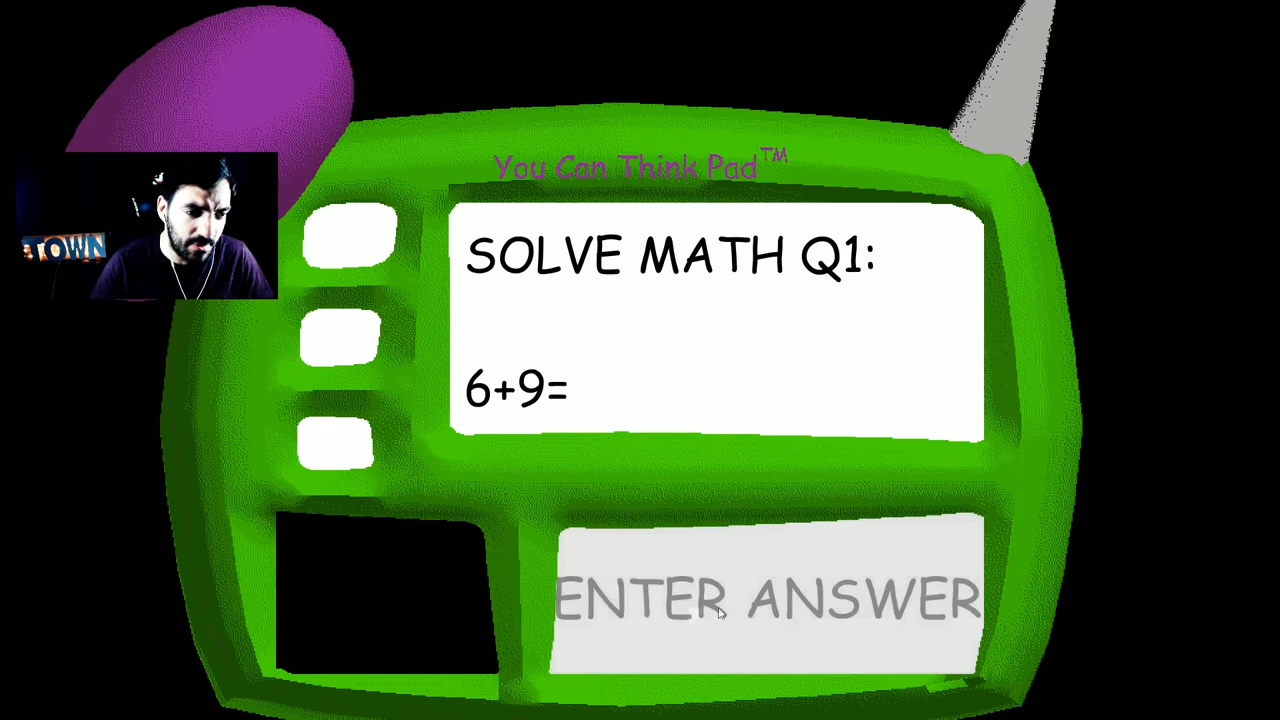 You Can Think Pad™
TOWN
SOLVE MATH Q1:
6+9=
ENTER ANSWER